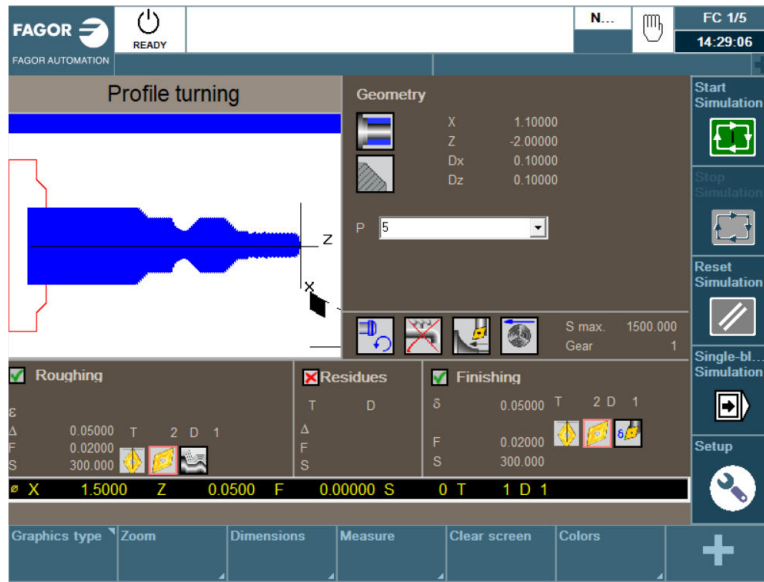 FAGOR
FAGOR AUTOMATION
READY
N...
FC 1/5
14:29:06
Profile turning
Z
X
Geometry
X 1.10000
Z -2.00000
Dx 0.10000
Dz 0.10000
P 5
S max. 1500.000
Gear 1
Start
Simulation
Stop
Simulation
Reset
Simulation
Single-bl...
Simulation
Setup
Roughing
ε
Δ 0.05000 T 2 D 1
F 0.02000
S 300.000
Residues
T D
Δ
F
S
Finishing
δ 0.05000 T 2 D 1
F 0.02000
δ
S 300.000
ø X 1.5000 Z 0.0500 F 0.00000 S 0 T 1 D 1
Graphics type
Zoom
Dimensions
Measure
Clear screen
Colors